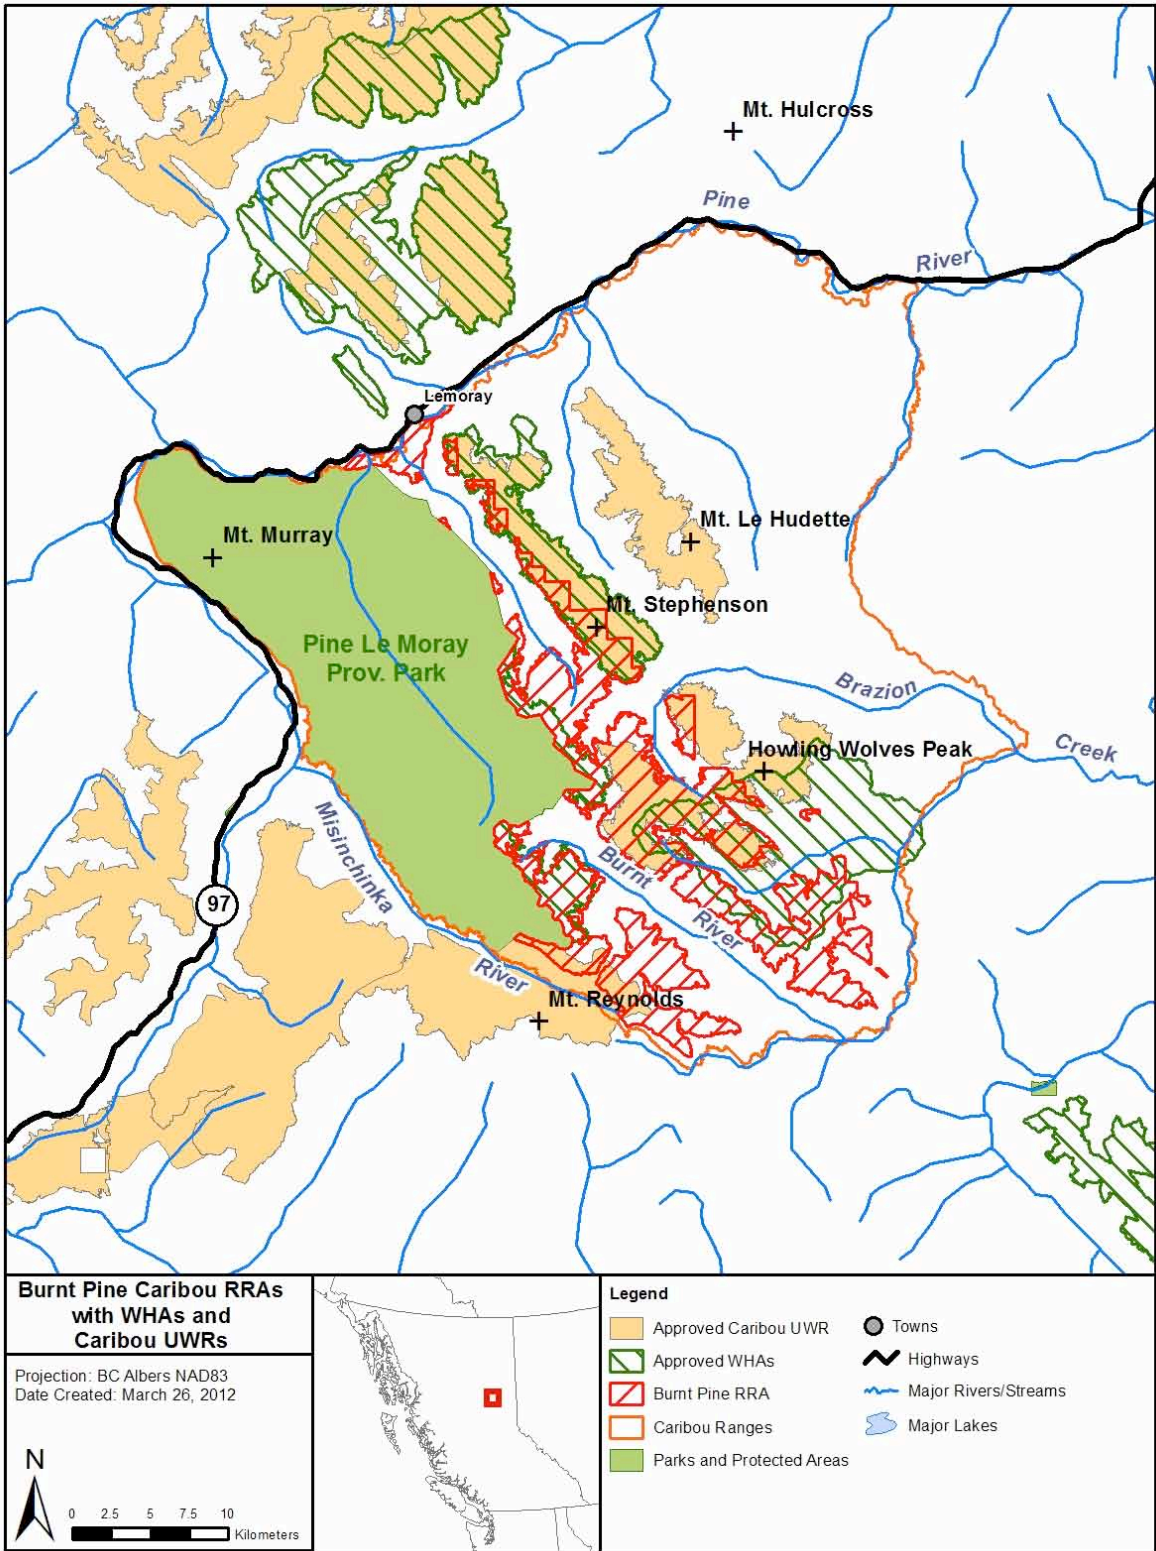 Mt. Hulcross
Pine
River
Lemoray
Mt. Le Hudette
Mt. Murray
Mt. Stephenson
Pine Le Moray
Prov. Park
Brazion
Howling Wolves Peak
Creek
Misinchinka
Burnt
97
River
River
Mt. Reynolds
Burnt Pine Caribou RRAs
with WHAs and
Caribou UWRs
Projection: BC Albers NAD83
Date Created: March 26, 2012
N
0 2.5 5 7.5 10
Kilometers
Legend
Approved Caribou UWR
Approved WHAs
Burnt Pine RRA
Caribou Ranges
Parks and Protected Areas
Towns
Highways
Major Rivers/Streams
Major Lakes